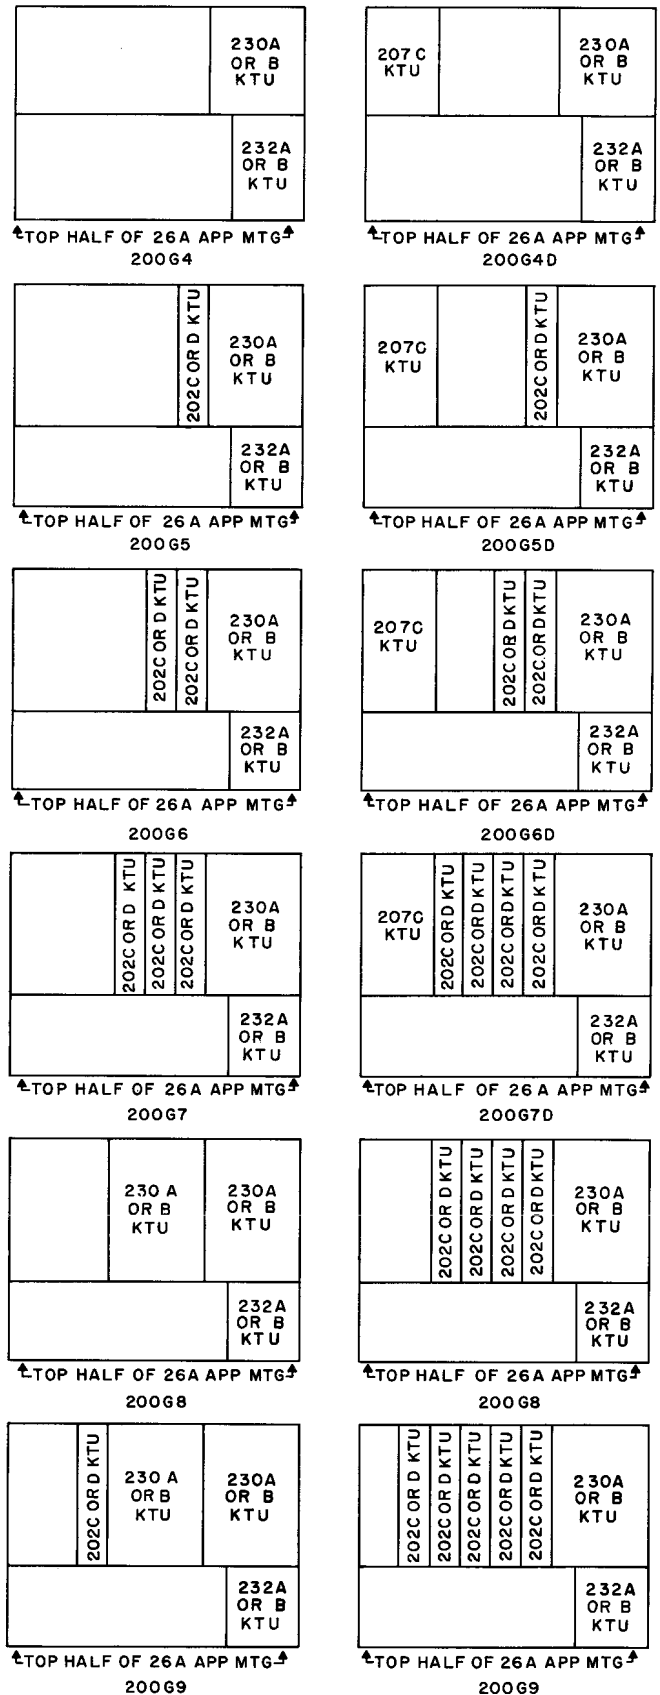 230A
OR B
KTU
232A
OR B
KTU
TOP HALF OF 26A APP MTG
200G4
207C
KTU
230A
OR B
KTU
232A
OR B
KTU
TOP HALF OF 26A APP MTG
200G4D
202C OR D KTU
230A
OR B
KTU
232A
OR B
KTU
TOP HALF OF 26A APP MTG
200G5
207C
KTU
202C OR D KTU
230A
OR B
KTU
232A
OR B
KTU
TOP HALF OF 26A APP MTG
200G5D
202C OR D KTU
202C OR D KTU
230A
OR B
KTU
232A
OR B
KTU
TOP HALF OF 26A APP MTG
200G6
207C
KTU
202C OR D KTU
202C OR D KTU
230A
OR B
KTU
232A
OR B
KTU
TOP HALF OF 26A APP MTG
200G6D
202C OR D KTU
202C OR D KTU
202C OR D KTU
230A
OR B
KTU
232A
OR B
KTU
TOP HALF OF 26A APP MTG
200G7
207C
KTU
202C OR D KTU
202C OR D KTU
202C OR D KTU
202C OR D KTU
230A
OR B
KTU
232A
OR B
KTU
TOP HALF OF 26A APP MTG
200G7D
230A
OR B
KTU
230A
OR B
KTU
232A
OR B
KTU
TOP HALF OF 26A APP MTG
200G8
202C OR D KTU
202C OR D KTU
202C OR D KTU
202C OR D KTU
230A
OR B
KTU
232A
OR B
KTU
TOP HALF OF 26A APP MTG
200G8
202C OR D KTU
230A
OR B
KTU
230A
OR B
KTU
232A
OR B
KTU
TOP HALF OF 26A APP MTG
200G9
202C OR D KTU
202C OR D KTU
202C OR D KTU
202C OR D KTU
202C OR D KTU
230A
OR B
KTU
232A
OR B
KTU
TOP HALF OF 26A APP MTG
200G9